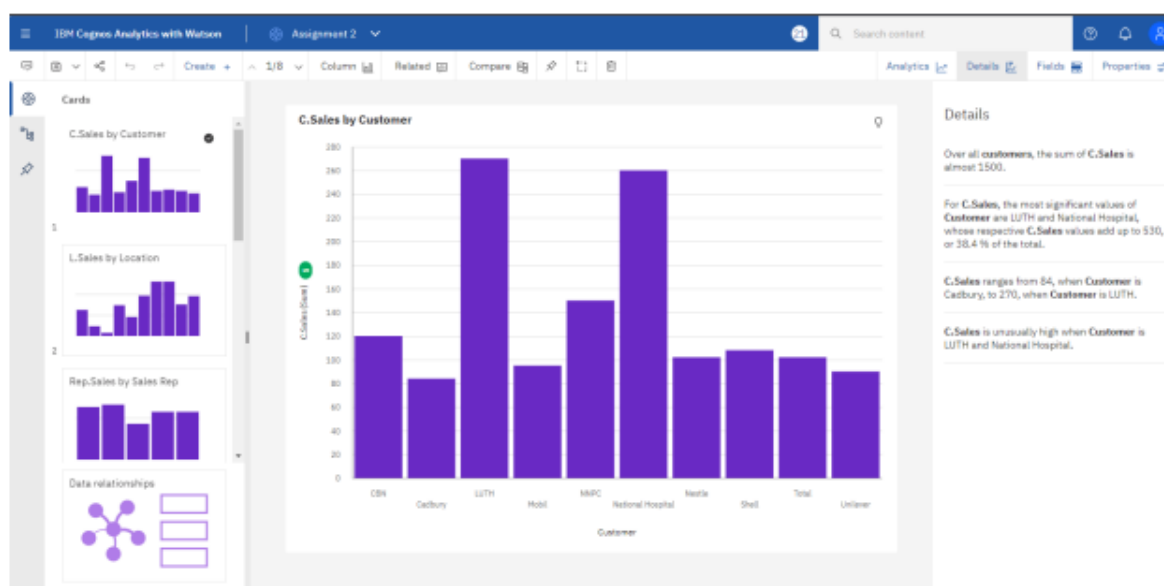 IBM Cognos Analytics with Watson
Assignment 2
21
Search content
Create +
1/8
Column
Related
Compare
Analytics
Details
Fields
Properties
Cards
C.Sales by Customer
1
L.Sales by Location
2
Rep.Sales by Sales Rep
Data relationships
C.Sales by Customer
280
260
240
220
200
180
160
140
120
100
80
60
40
20
0
C.Sales (Sum)
CBN
Cadbury
LUTH
Mobil
NNPC
National Hospital
Nestle
Shell
Total
Unilever
Customer
Details
Over all customers, the sum of C.Sales is
almost 1500.
For C.Sales, the most significant values of
Customer are LUTH and National Hospital,
whose respective C.Sales values add up to 530,
or 38.4 % of the total.
C.Sales ranges from 84, when Customer is
Cadbury, to 270, when Customer is LUTH.
C.Sales is unusually high when Customer is
LUTH and National Hospital.